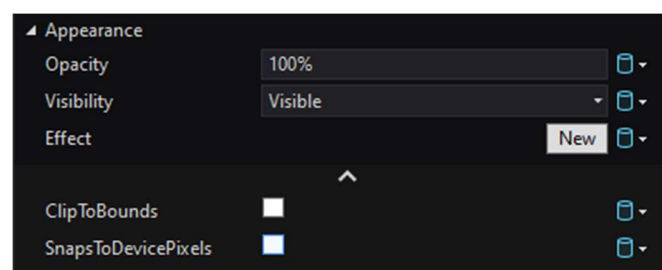 Appearance
Opacity 100%
Visibility Visible
Effect New
ClipToBounds
SnapsToDevicePixels